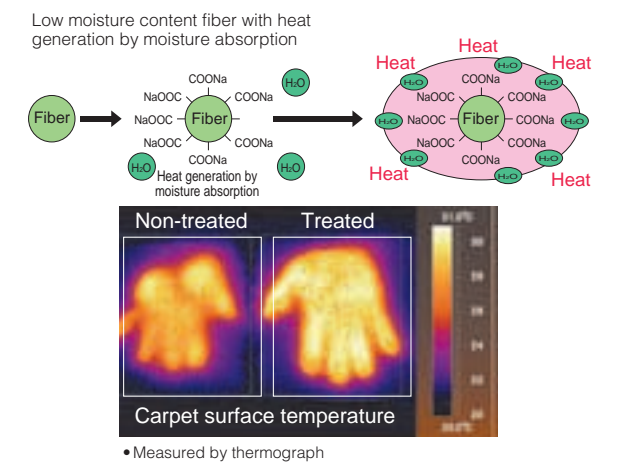 Low moisture content fiber with heat
generation by moisture absorption
Fiber
COONa
NaOOC
COONa
NaOOC
Fiber
NaOOC
COONa
COONa
H₂O
H₂O
H₂O
Heat generation by
moisture absorption
Heat
Heat
Heat
H₂O
H₂O
H₂O
COONa
NaOOC
COONa
H₂O
NaOOC
Fiber
COONa
H₂O
NaOOC
COONa
COONa
H₂O
H₂O
H₂O
Heat
Heat
Non-treated
Treated
Carpet surface temperature
• Measured by thermograph